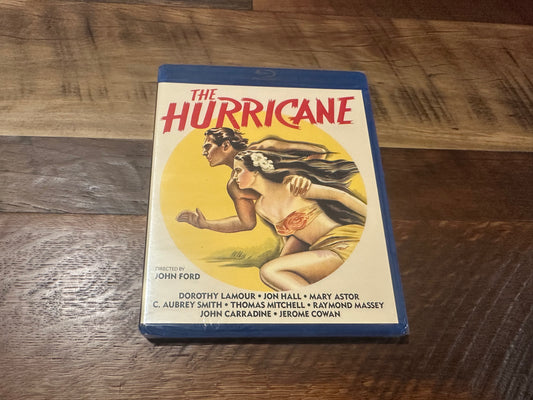 THE
HURRICANE
DIRECTED BY
JOHN FORD
DOROTHY LAMOUR • JON HALL • MARY ASTOR
C. AUBREY SMITH • THOMAS MITCHELL • RAYMOND MASSEY
JOHN CARRADINE • JEROME COWAN